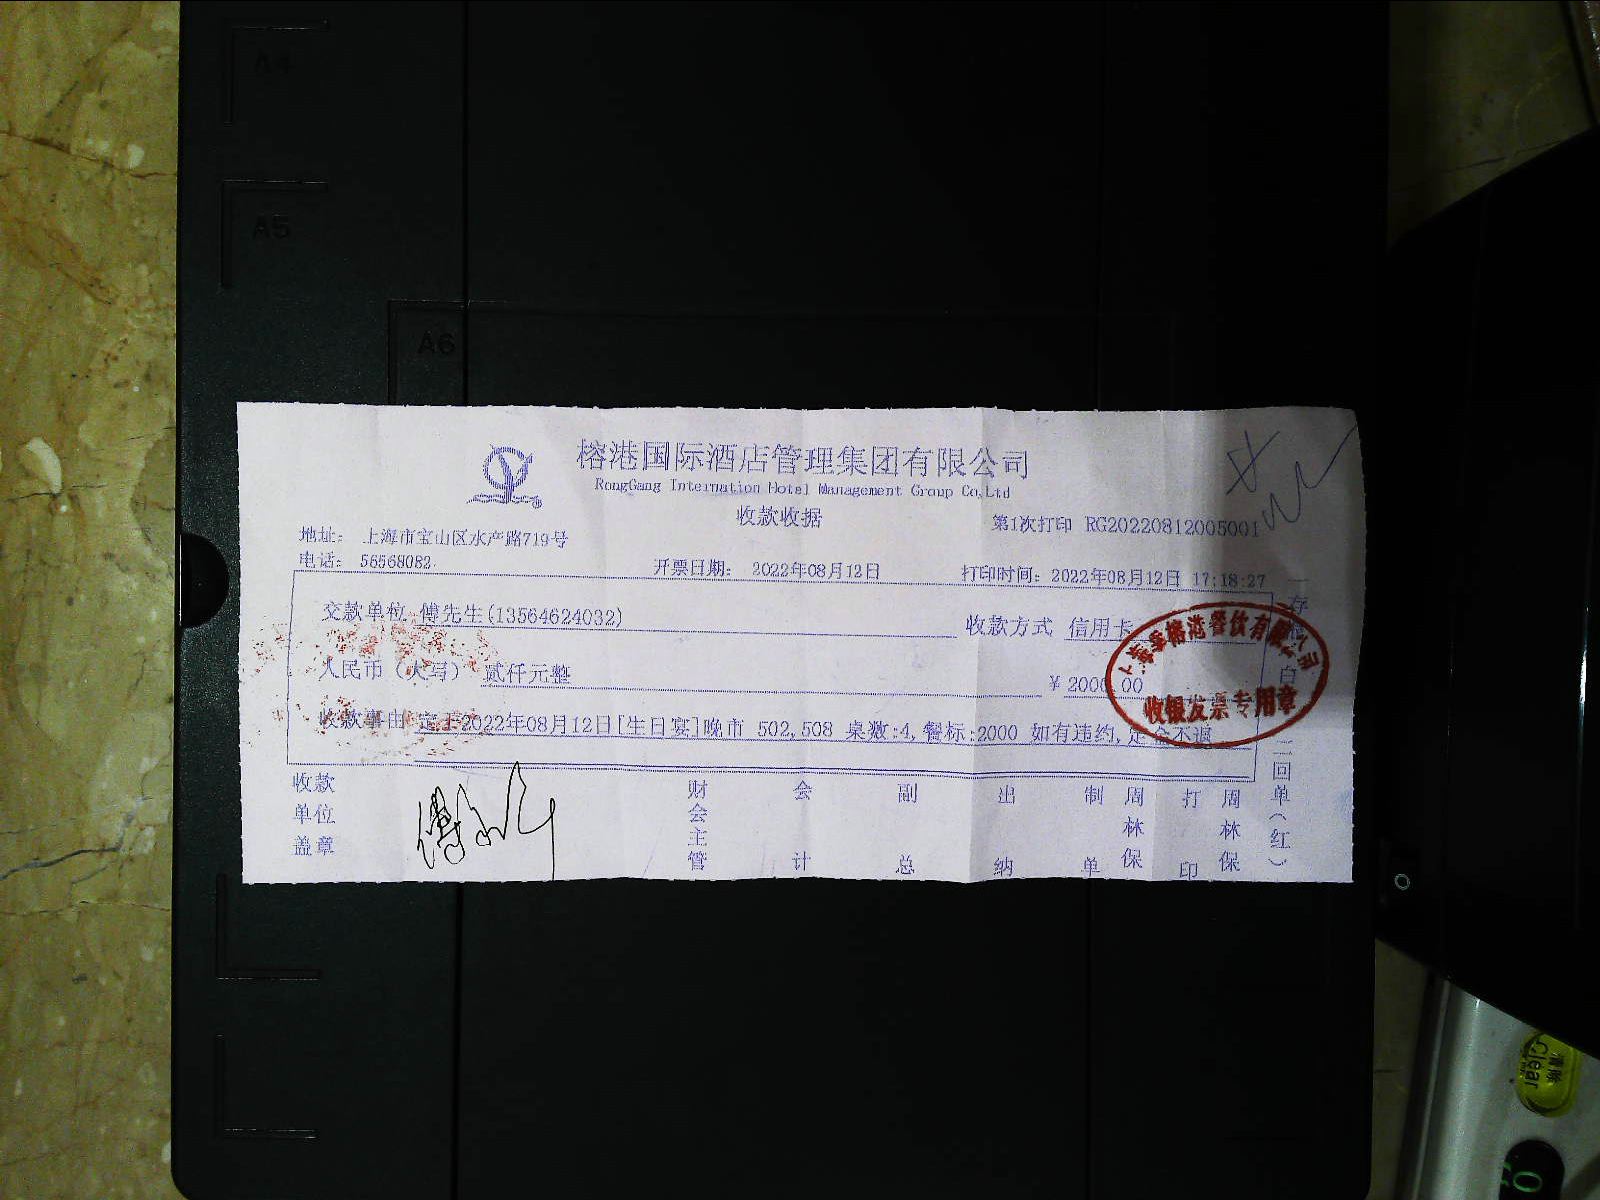 A4
A5
A6
榕港国际酒店管理集团有限公司
RongGang Internation Hotel Management Group Co,Ltd
收款收据
第1次打印 RG20220812005001
地址: 上海市宝山区水产路719号
电话: 56568082
开票日期: 2022年08月12日
打印时间: 2022年08月12日 17:18:27
交款单位 傅先生(13564624032)
收款方式 信用卡
人民币（大写） 贰仟元整
¥ 2000.00
收款事由 定于2022年08月12日[生日宴]晚市 502,508 桌数:4,餐标:2000 如有违约,定金不退
收银发票专用章
收款单位盖章
财会主管
会计
副总
出纳
制单
周林保
打印
周林保
二回单(红)
Clear
清除